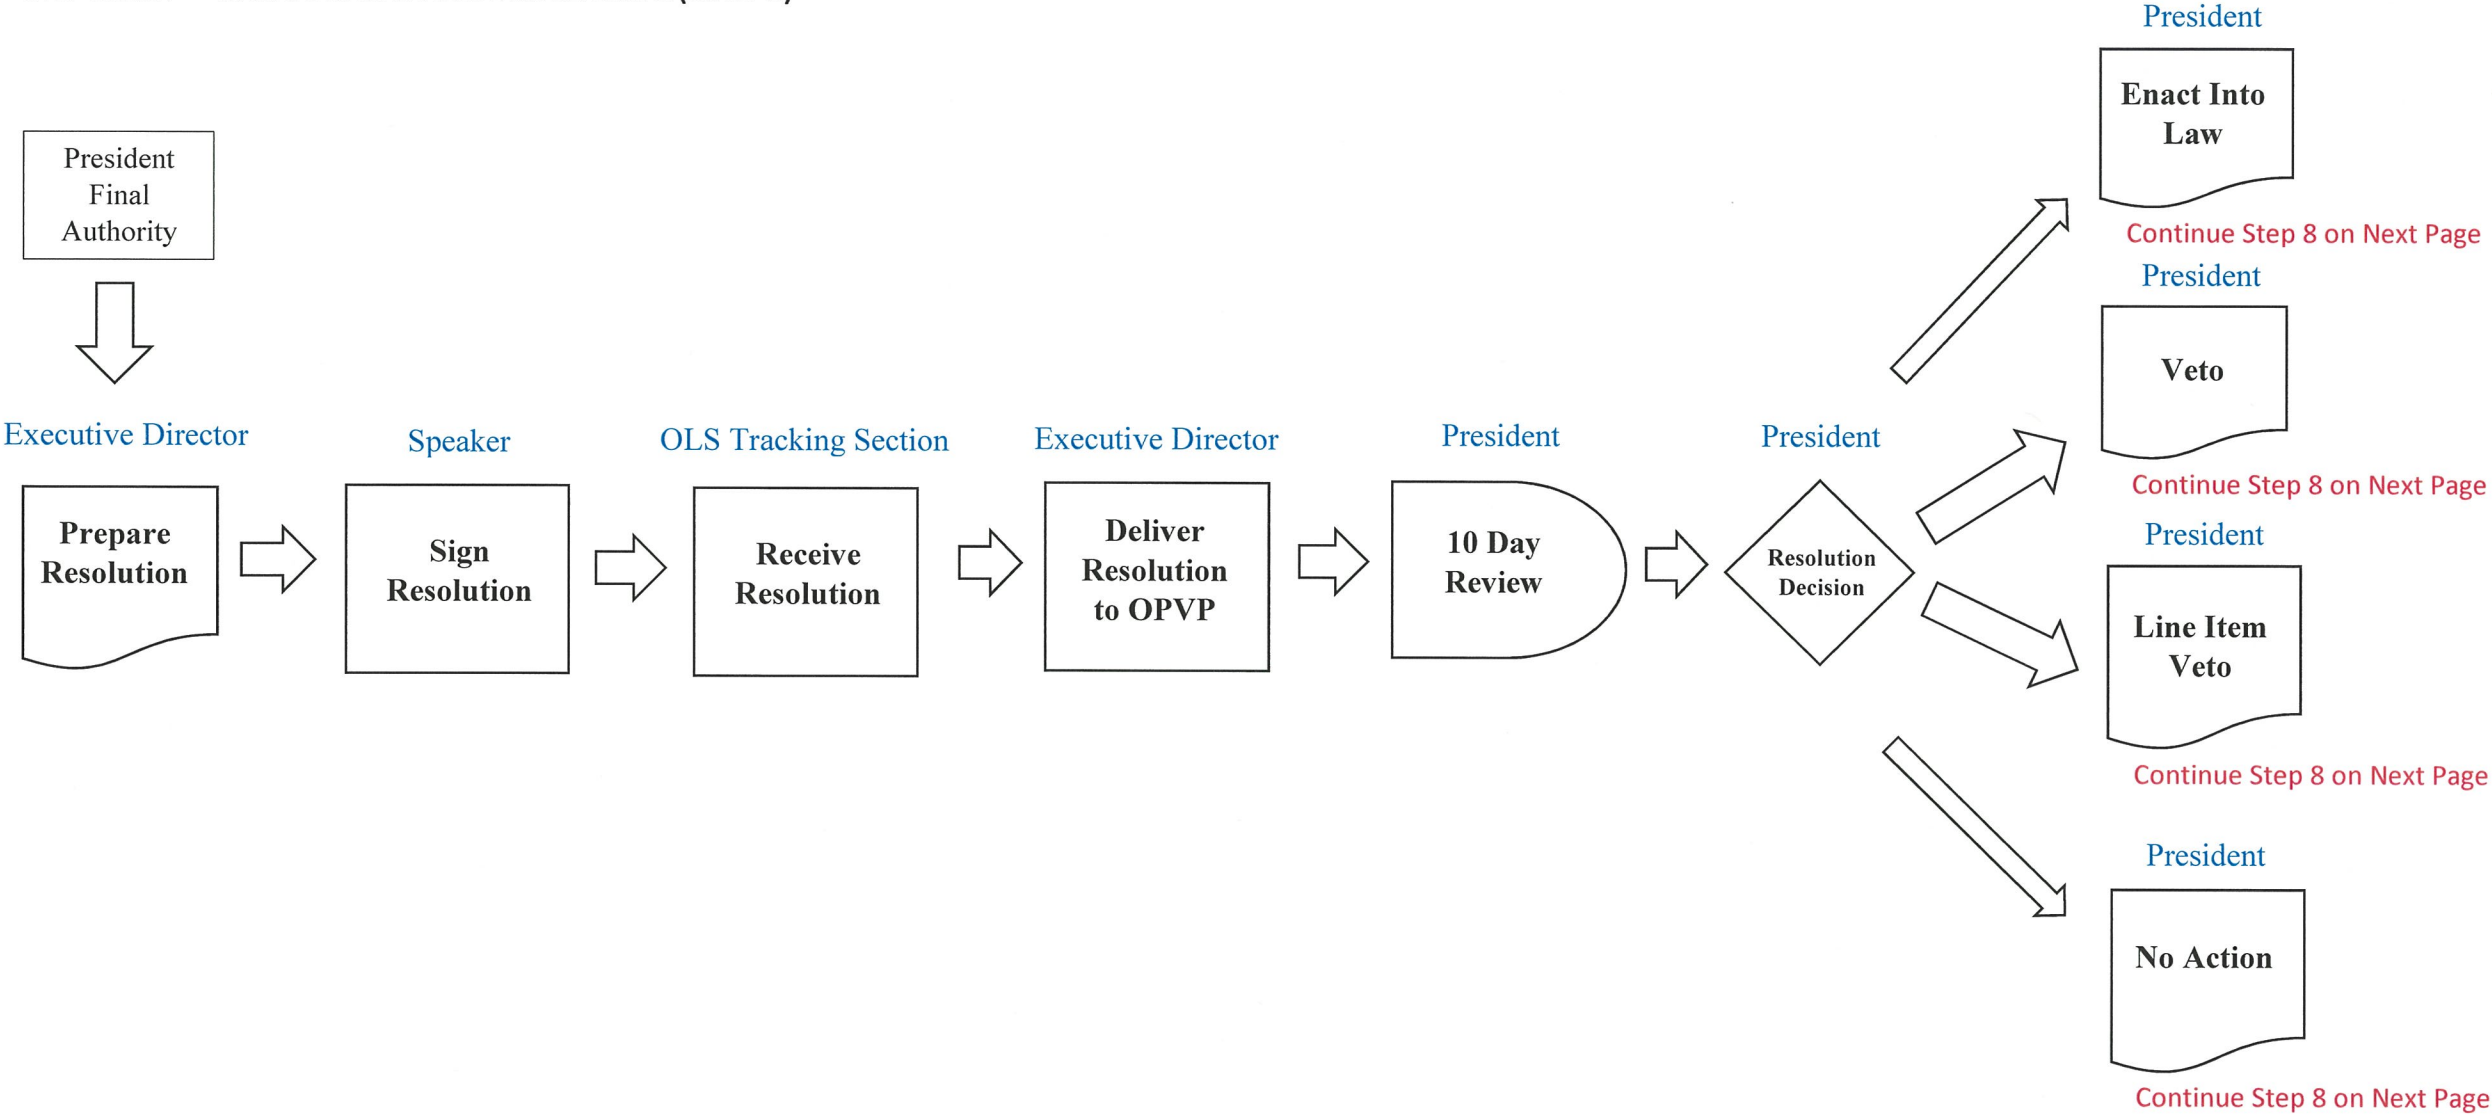 President
Final
Authority
Executive Director
Prepare
Resolution
Speaker
Sign
Resolution
OLS Tracking Section
Receive
Resolution
Executive Director
Deliver
Resolution
to OPVP
President
10 Day
Review
President
Resolution
Decision
President
Enact Into
Law
Continue Step 8 on Next Page
President
Veto
Continue Step 8 on Next Page
President
Line Item
Veto
Continue Step 8 on Next Page
President
No Action
Continue Step 8 on Next Page